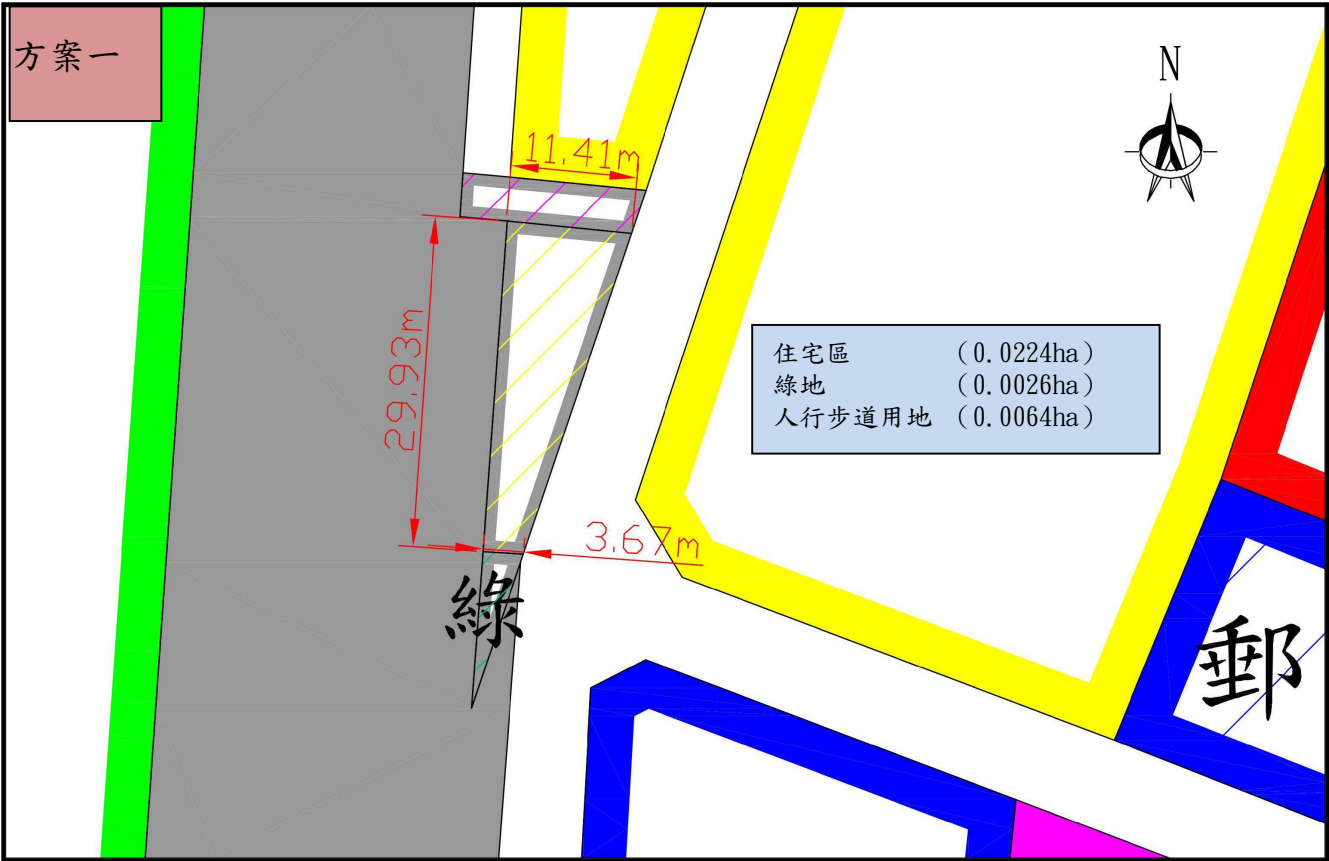 方案一
N
11.41m
29.93m
住宅區 （0.0224ha）
綠地 （0.0026ha）
人行步道用地 （0.0064ha）
3.67m
綠
郵